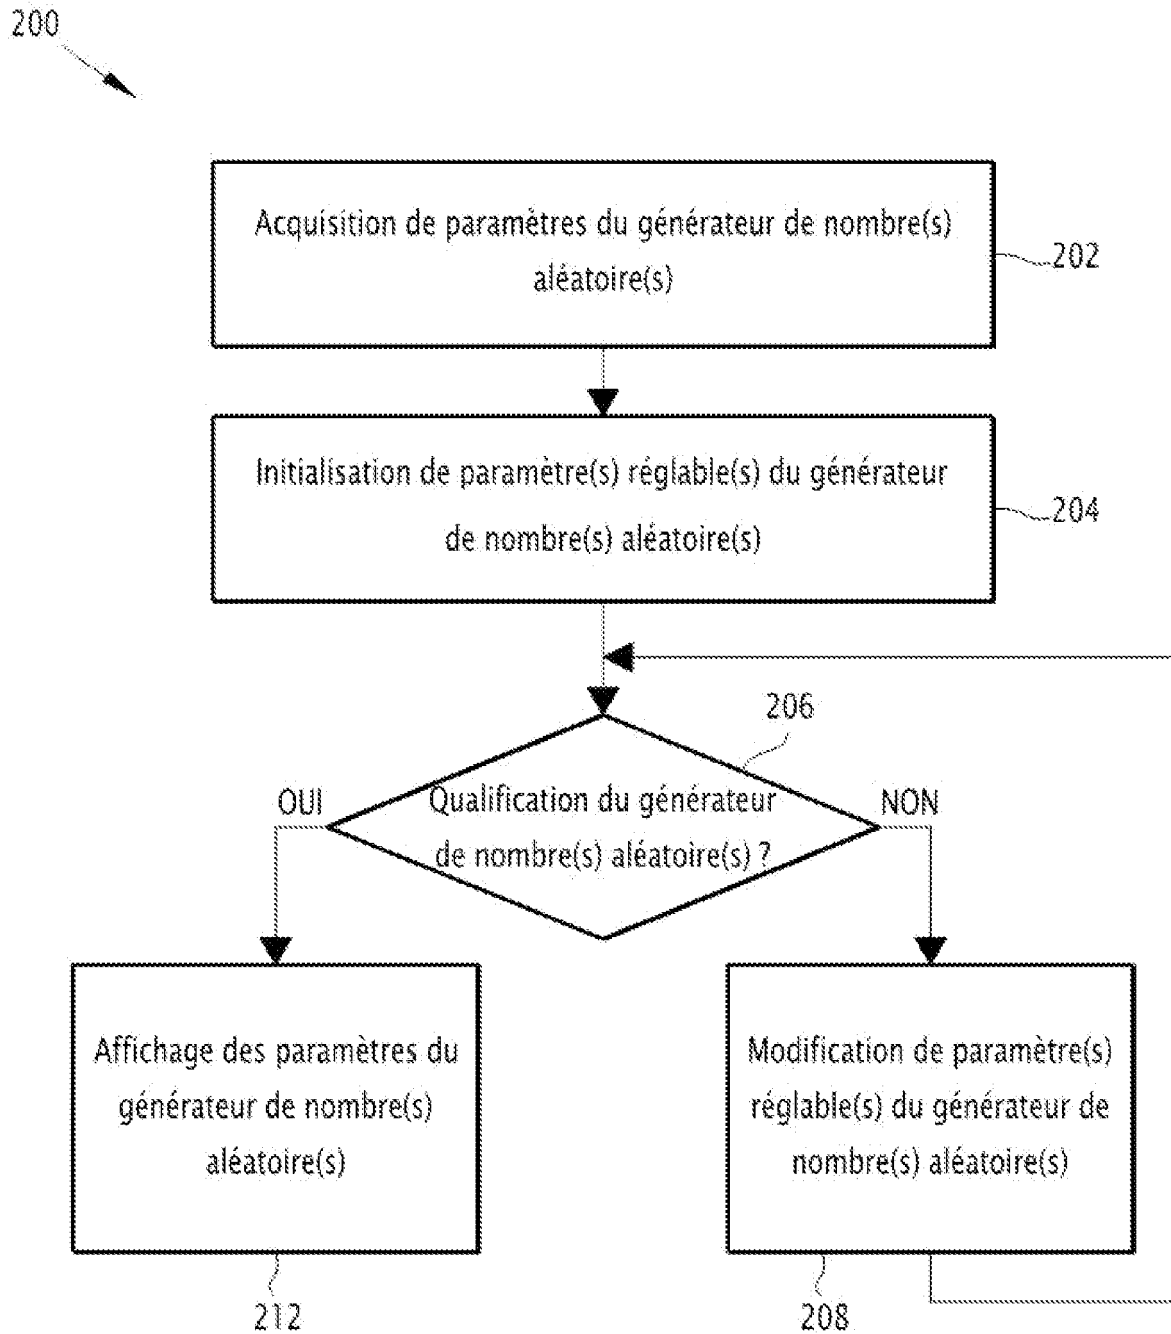 200
Acquisition de paramètres du générateur de nombre(s)
aléatoire(s)
202
Initialisation de paramètre(s) réglable(s) du générateur
de nombre(s) aléatoire(s)
204
206
OUI
NON
Qualification du générateur
de nombre(s) aléatoire(s) ?
Affichage des paramètres du
générateur de nombre(s)
aléatoire(s)
Modification de paramètre(s)
réglable(s) du générateur de
nombre(s) aléatoire(s)
212
208